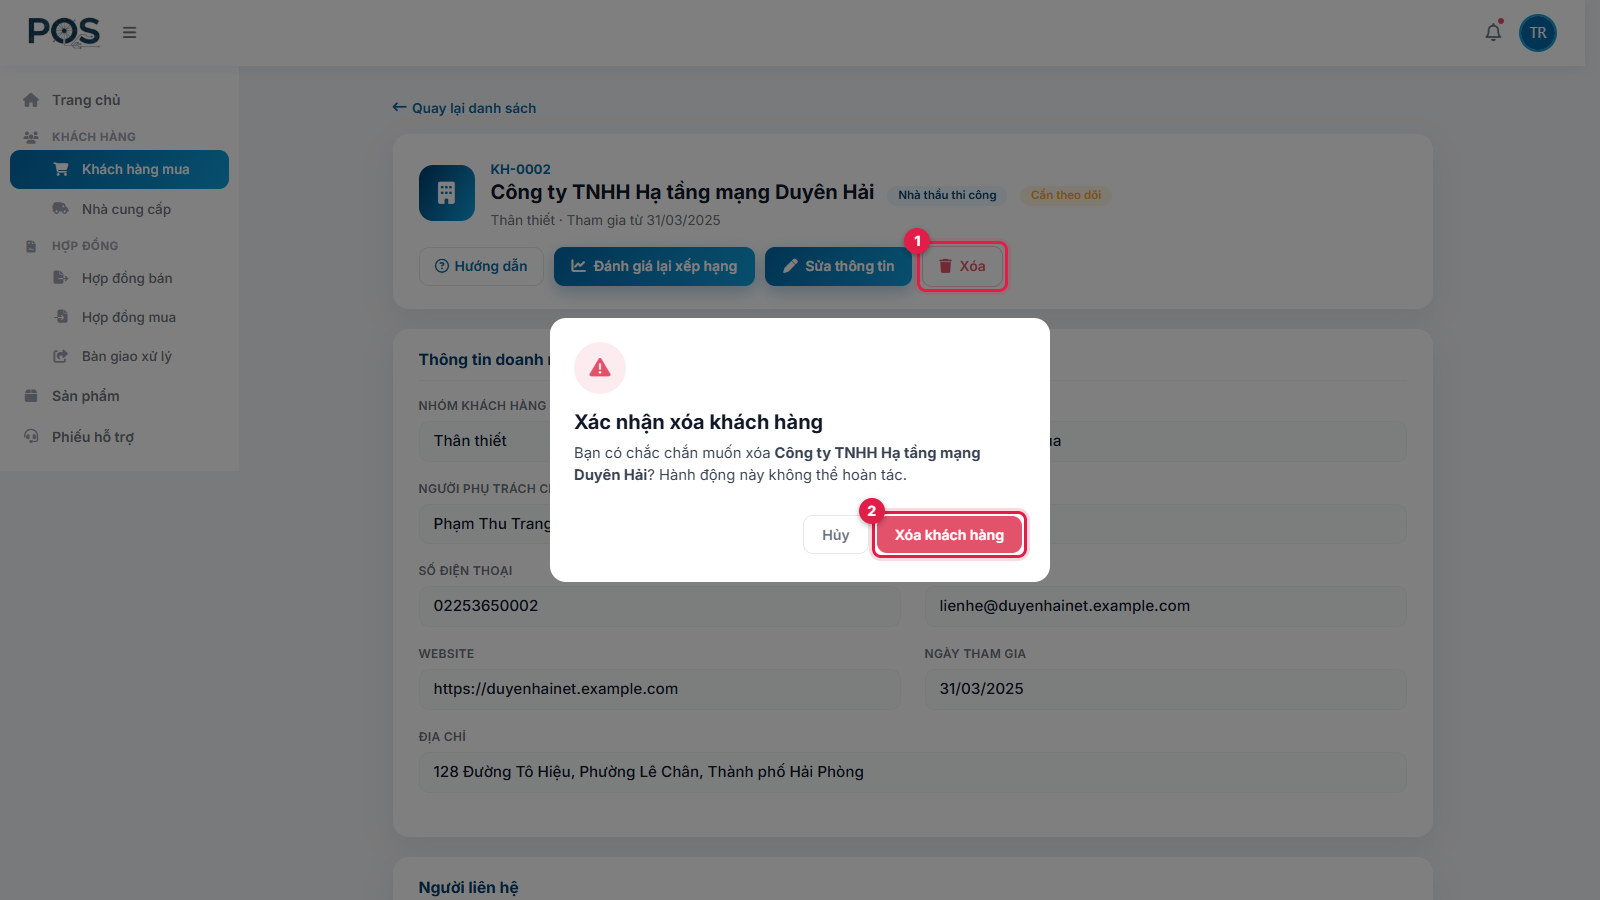 POS
TR
Trang chủ
KHÁCH HÀNG
Khách hàng mua
Nhà cung cấp
HỢP ĐỒNG
Hợp đồng bán
Hợp đồng mua
Bàn giao xử lý
Sản phẩm
Phiếu hỗ trợ
Quay lại danh sách
KH-0002
Công ty TNHH Hạ tầng mạng Duyên Hải
Nhà thầu thi công
Cần theo dõi
Thân thiết · Tham gia từ 31/03/2025
Hướng dẫn
Đánh giá lại xếp hạng
Sửa thông tin
1
Xóa
Thông tin doanh
NHÓM KHÁCH HÀNG
Thân thiết
NGƯỜI PHỤ TRÁCH
Phạm Thu Trang
SỐ ĐIỆN THOẠI
02253650002
lienhe@duyenhainet.example.com
WEBSITE
https://duyenhainet.example.com
NGÀY THAM GIA
31/03/2025
ĐỊA CHỈ
128 Đường Tô Hiệu, Phường Lê Chân, Thành phố Hải Phòng
Người liên hệ
Xác nhận xóa khách hàng
Bạn có chắc chắn muốn xóa Công ty TNHH Hạ tầng mạng
Duyên Hải? Hành động này không thể hoàn tác.
Hủy
2
Xóa khách hàng